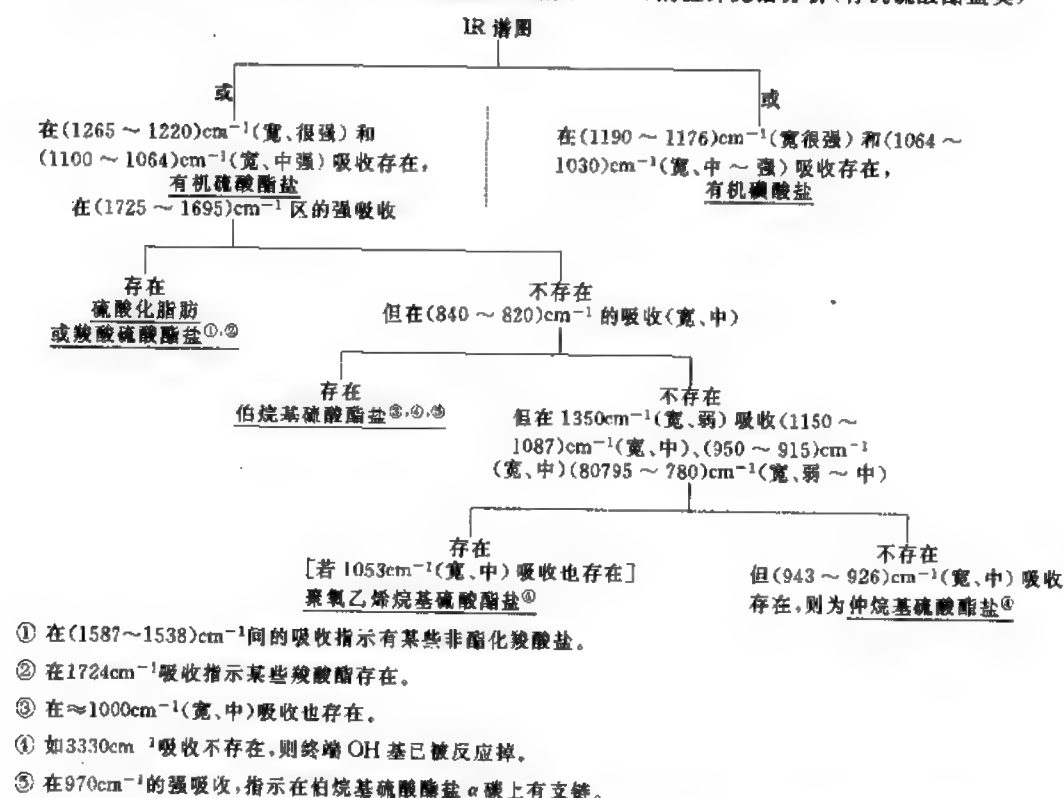 (有机硫酸酯盐类)
IR 谱图
或
在(1265～1220)cm⁻¹(宽、很强) 和
(1100～1064)cm⁻¹(宽、中强) 吸收存在,
有机硫酸酯盐
在(1725～1695)cm⁻¹ 区的强吸收
或
在(1190～1176)cm⁻¹(宽很强) 和(1064～
1030)cm⁻¹(宽、中～强) 吸收存在,
有机磺酸盐
存在
硫酸化脂肪
或羧酸硫酸酯盐①,②
不存在
但在(840～820)cm⁻¹ 的吸收(宽、中)
存在
伯烷基硫酸酯盐③,④,⑤
不存在
但在 1350cm⁻¹(宽、弱) 吸收(1150～
1087)cm⁻¹(宽、中)、(950～915)cm⁻¹
(宽、中)(80795～780)cm⁻¹(宽、弱～中)
存在
[若 1053cm⁻¹(宽、中) 吸收也存在]
聚氧乙烯烷基硫酸酯盐④
不存在
但(943～926)cm⁻¹(宽、中) 吸收
存在,则为仲烷基硫酸酯盐④
① 在(1587～1538)cm⁻¹间的吸收指示有某些非酯化羧酸盐。
② 在1724cm⁻¹吸收指示某些羧酸酯存在。
③ 在≈1000cm⁻¹(宽、中)吸收也存在。
④ 如3330cm⁻¹吸收不存在,则终端 OH 基已被反应掉。
⑤ 在970cm⁻¹的强吸收,指示在伯烷基硫酸酯盐 α 碳上有支链。